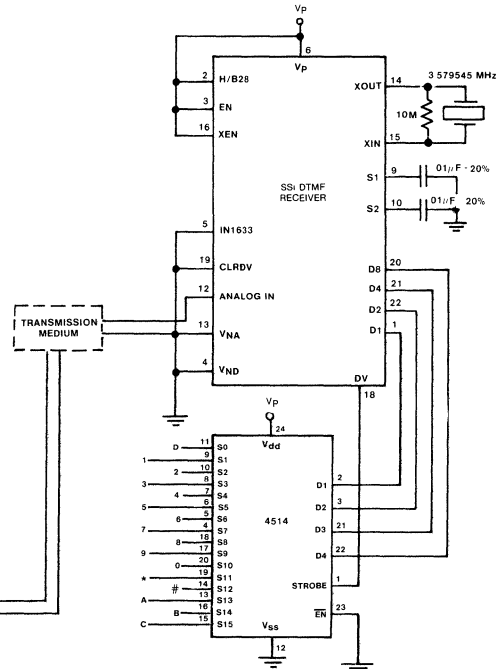 VP
6
VP
2 H/B28
3 EN
16 XEN
XOUT 14
3 579545 MHz
10M
XIN 15
S1 9
01μF - 20%
S2 10
01μF 20%
SSi DTMF
RECEIVER
5 IN1633
19 CLRDV
12 ANALOG IN
13 VNA
4 VND
D8 20
D4 21
D2 22
D1 1
DV
18
TRANSMISSION
MEDIUM
VP
24
Vdd
D 11 S0
1 9 S1
2 10 S2
3 8 S3
4 7 S4
5 6 S5
6 5 S6
7 4 S7
8 18 S8
9 17 S9
0 20 S10
* 19 S11
# 14 S12
A 13 S13
B 16 S14
C 15 S15
4514
D1 2
D2 3
D3 21
D4 22
STROBE 1
EN 23
Vss
12